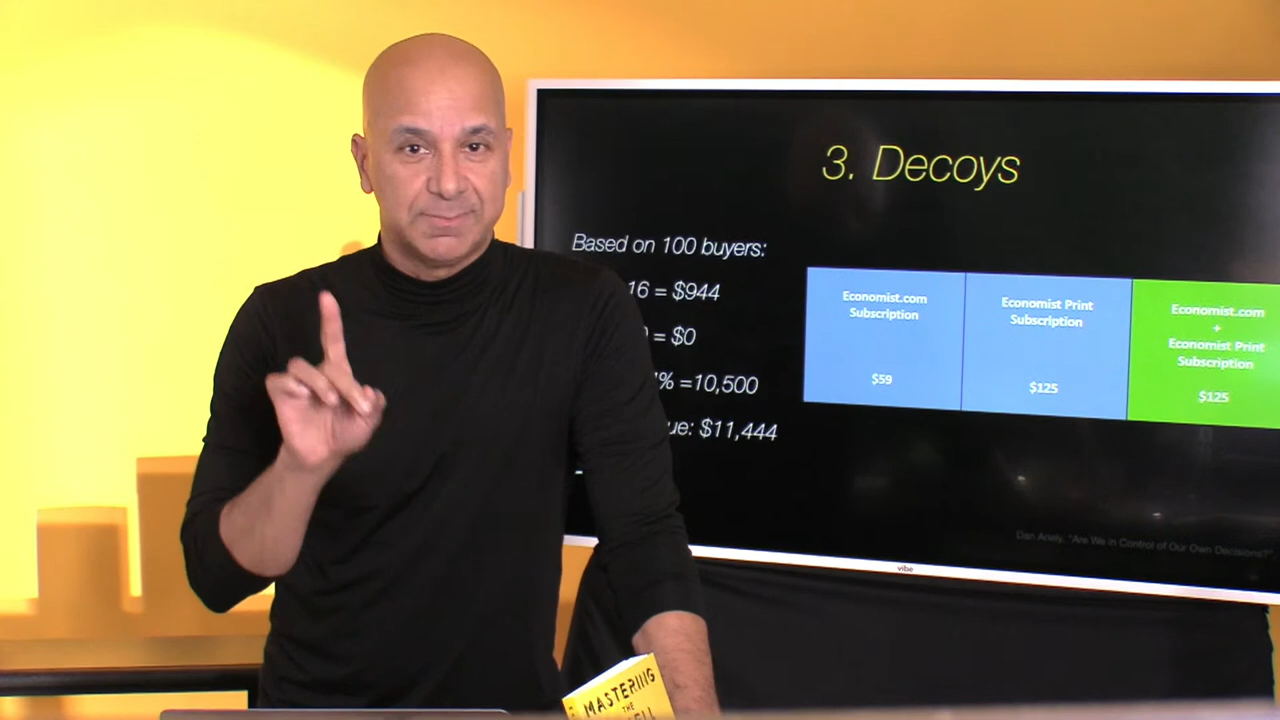 3. Decoys
Based on 100 buyers:
16 = $944
= $0
% =10,500
$11,444
Economist.com
Subscription
$59
Economist Print
Subscription
$125
Economist.com
+
Economist Print
Subscription
$125
Dan Ariely, "Are We in Control of Our Own Decisions?"
vibe
MASTERING
THE